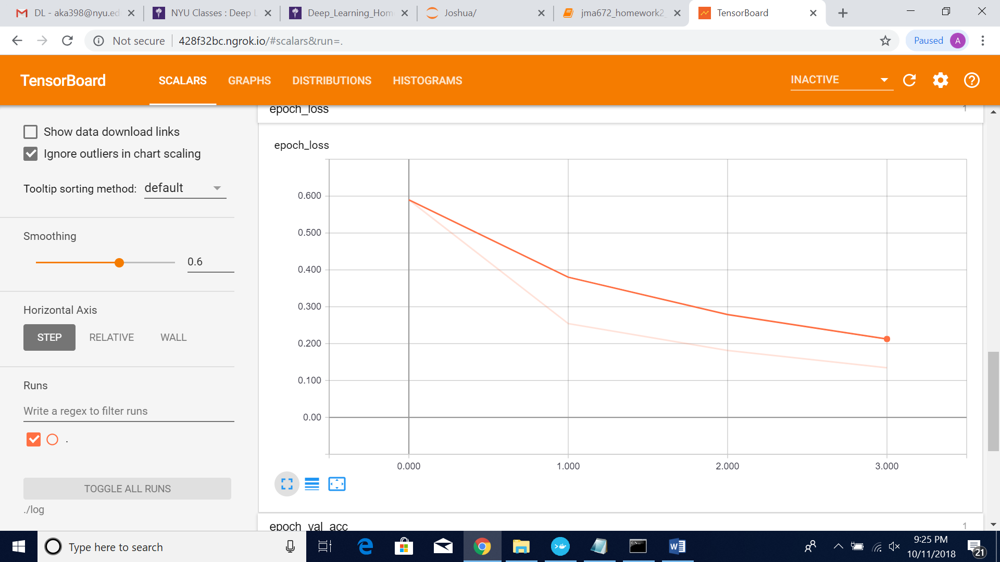 DL - aka398@nyu.ed
NYU Classes : Deep L
Deep_Learning_Hom
Joshua/
jma672_homework2_
TensorBoard
Not secure
428f32bc.ngrok.io/#scalars&run=.
Paused
A
TensorBoard
SCALARS
GRAPHS
DISTRIBUTIONS
HISTOGRAMS
INACTIVE
epoch_loss
1
Show data download links
Ignore outliers in chart scaling
Tooltip sorting method: default
Smoothing
0.6
Horizontal Axis
STEP
RELATIVE
WALL
Runs
Write a regex to filter runs
.
TOGGLE ALL RUNS
./log
epoch_loss
0.600
0.500
0.400
0.300
0.200
0.100
0.00
0.000
1.000
2.000
3.000
epoch_val_acc
1
Type here to search
9:25 PM
10/11/2018
21